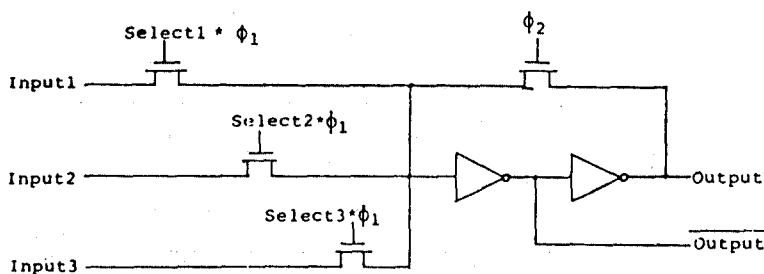 Select1 * ϕ1
ϕ2
Input1
Select2*ϕ1
Input2
Output
Select3*ϕ1
Output
Input3